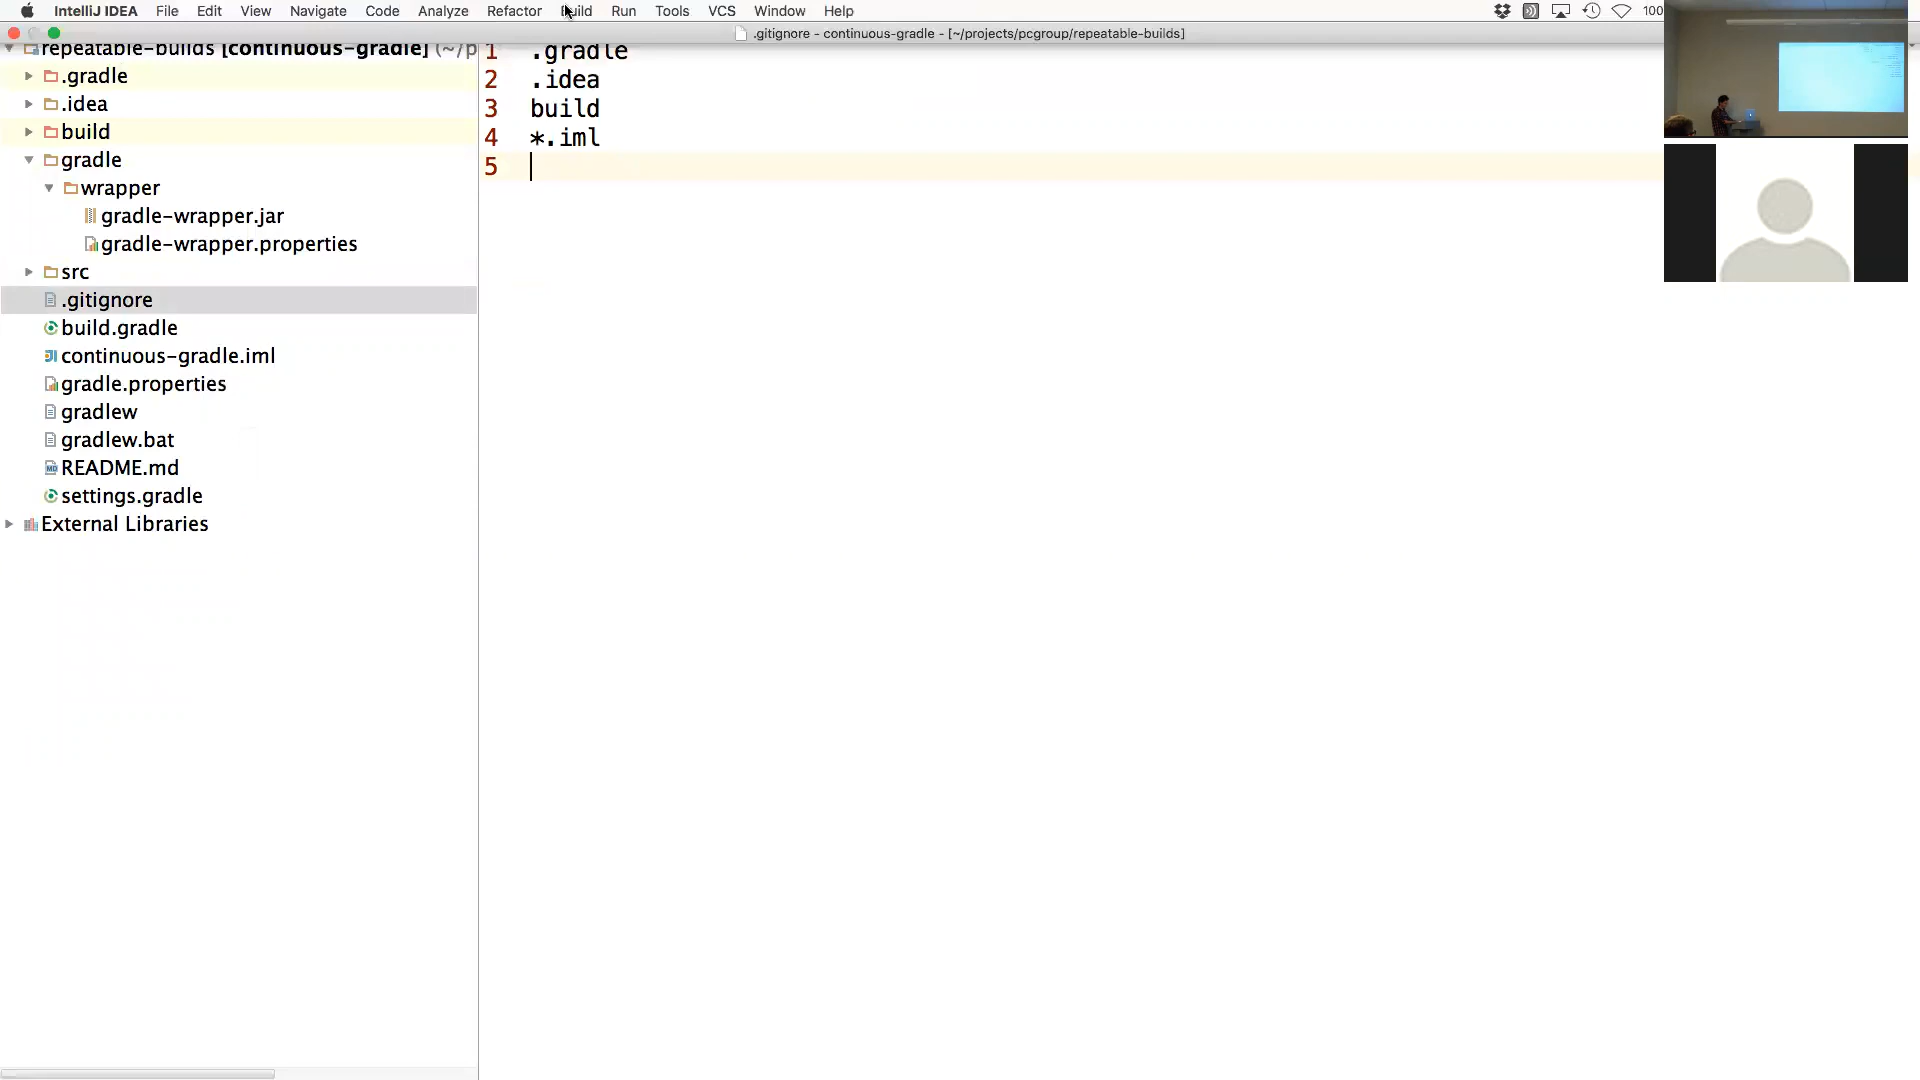 IntelliJ IDEA File Edit View Navigate Code Analyze Refactor Build Run Tools VCS Window Help 100
.gitignore - continuous-gradle - [~/projects/pcgroup/repeatable-builds]
repeatable-builds [continuous-gradle] (~/p
.gradle
.idea
build
gradle
wrapper
gradle-wrapper.jar
gradle-wrapper.properties
src
.gitignore
build.gradle
continuous-gradle.iml
gradle.properties
gradlew
gradlew.bat
README.md
settings.gradle
External Libraries
1 .gradle
2 .idea
3 build
4 *.iml
5